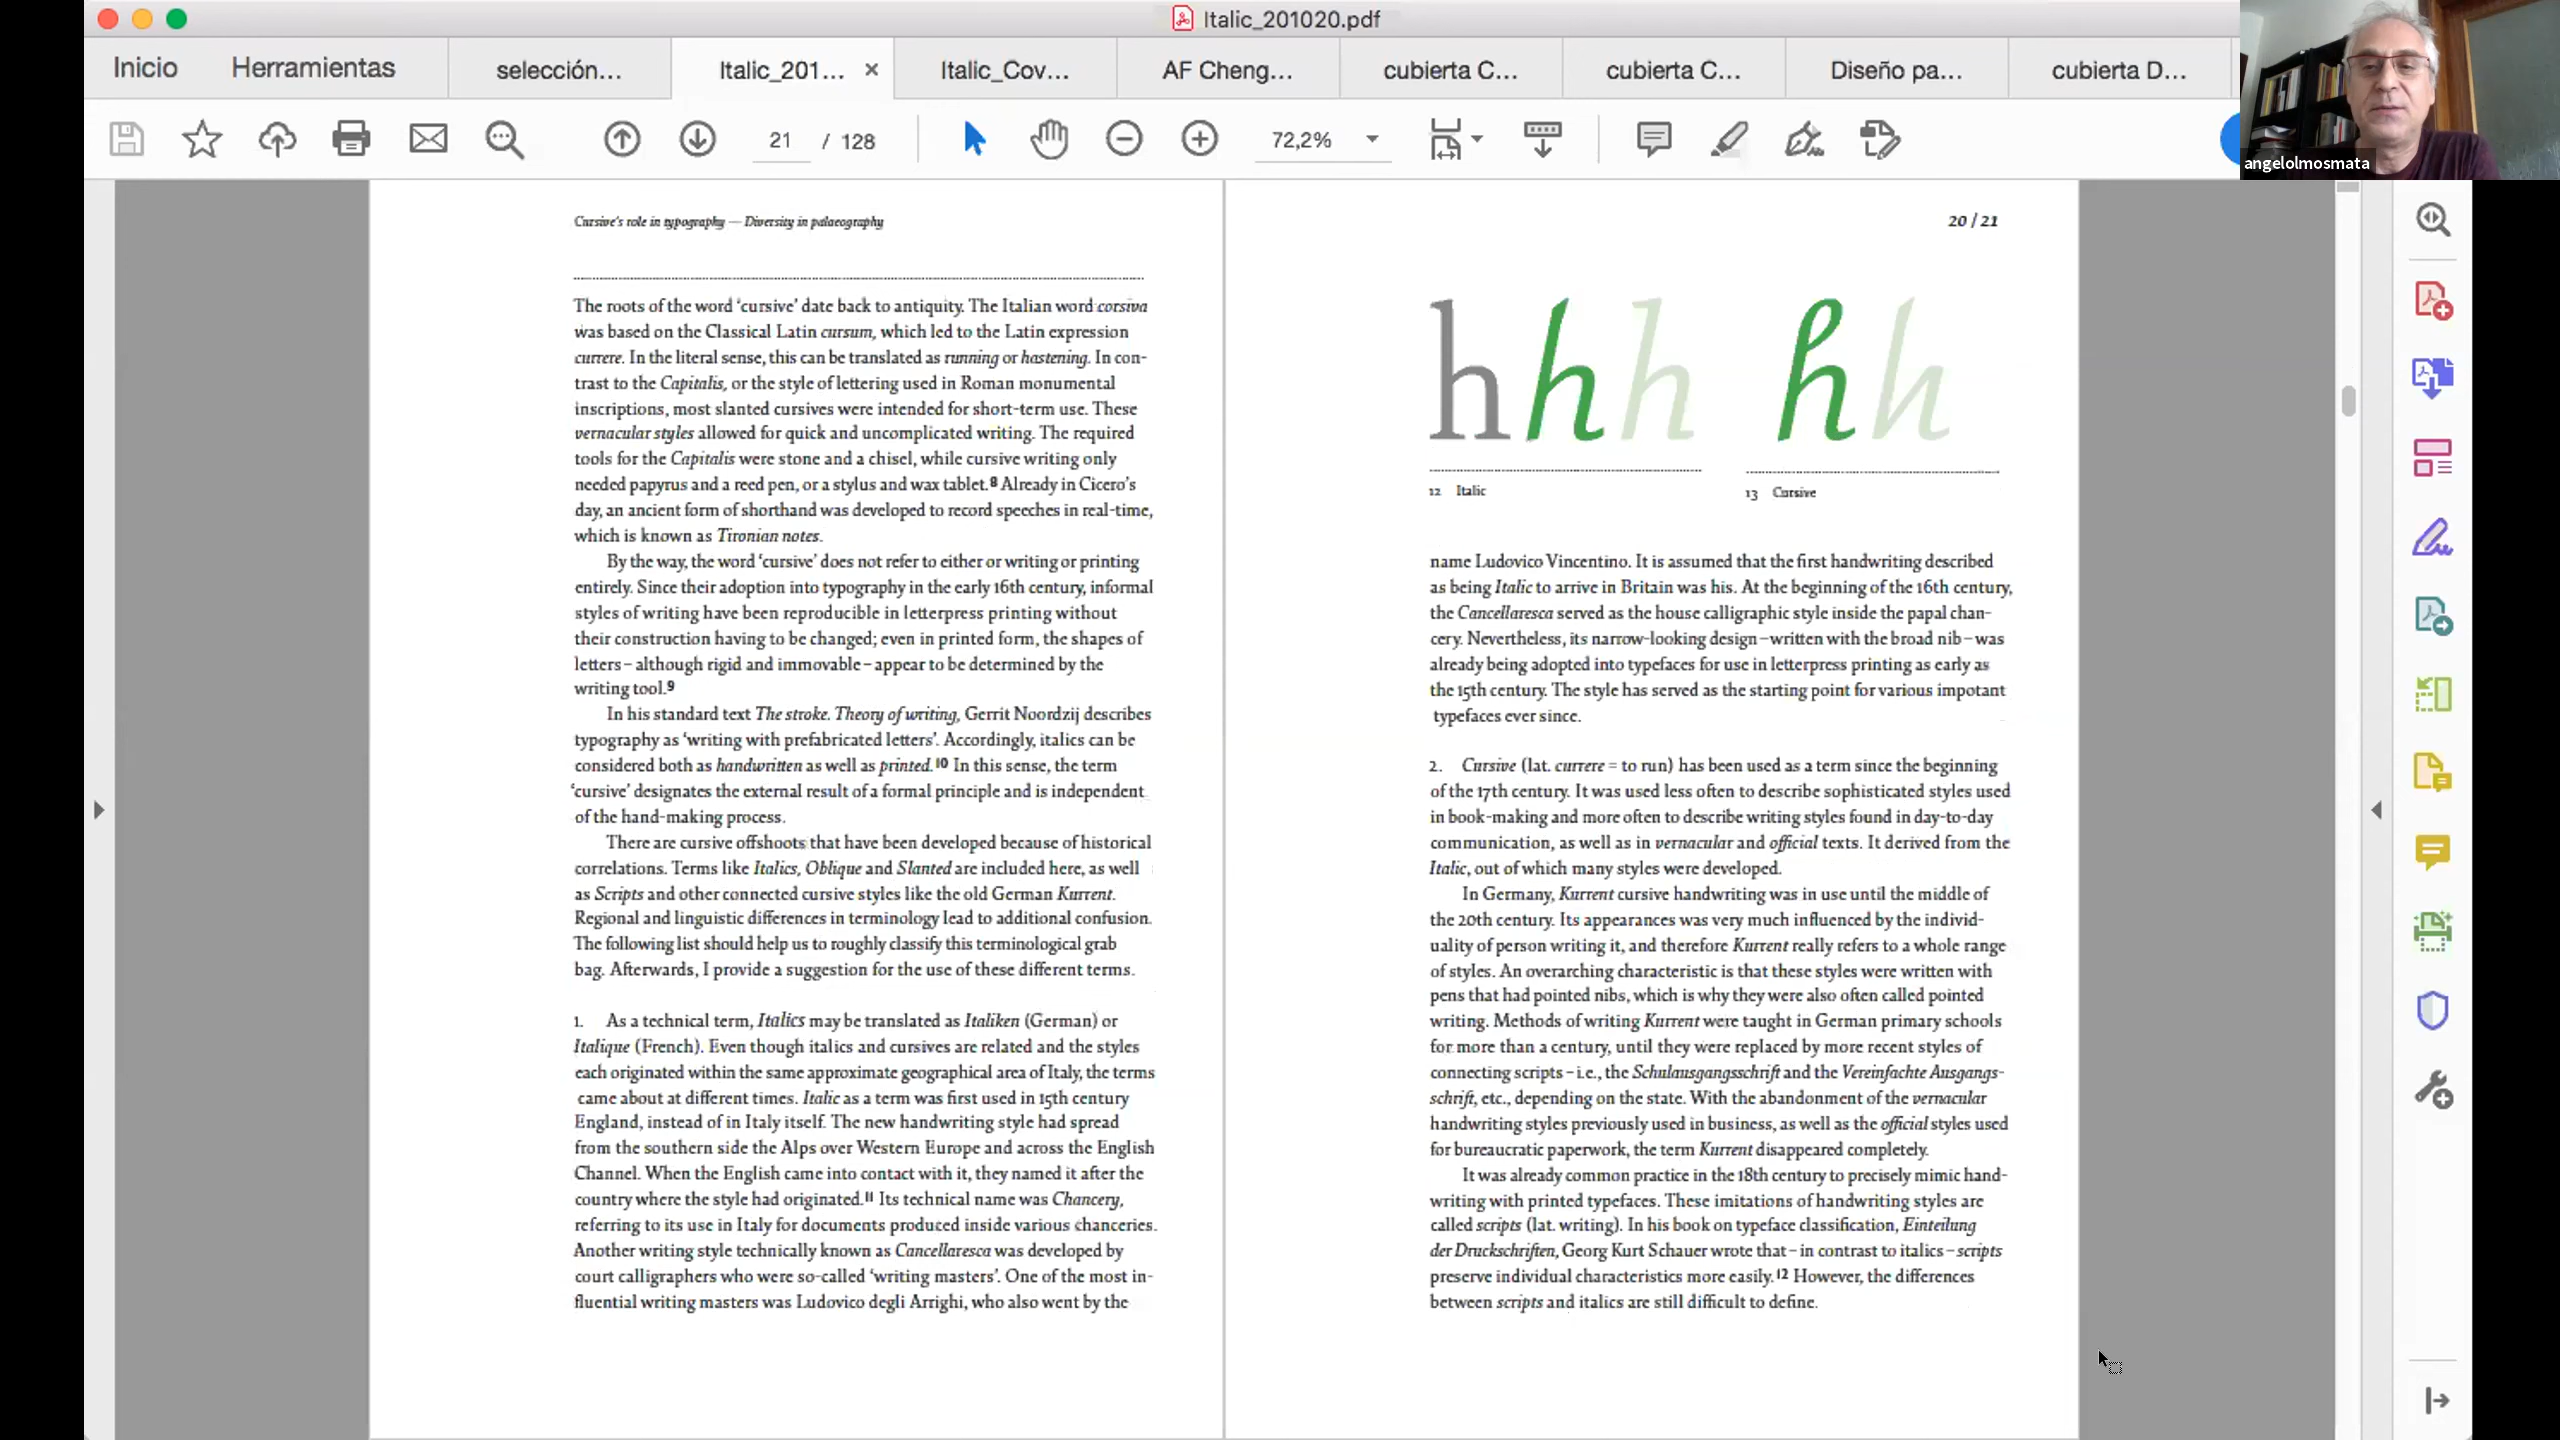 Italic_201020.pdf
Inicio
Herramientas
selección...
Italic_201...
Italic_Cov...
AF Cheng...
cubierta C...
cubierta C...
Diseño pa...
cubierta D...
21 / 128
72,2%
angelolmosmata
Cursive's role in typography — Diversity in palaeography
The roots of the word ‘cursive’ date back to antiquity. The Italian word corsiva
was based on the Classical Latin cursum, which led to the Latin expression
currere. In the literal sense, this can be translated as running or hastening. In con-
trast to the Capitalis, or the style of lettering used in Roman monumental
inscriptions, most slanted cursives were intended for short-term use. These
vernacular styles allowed for quick and uncomplicated writing. The required
tools for the Capitalis were stone and a chisel, while cursive writing only
needed papyrus and a reed pen, or a stylus and wax tablet.8 Already in Cicero’s
day, an ancient form of shorthand was developed to record speeches in real-time,
which is known as Tironian notes.
By the way, the word ‘cursive’ does not refer to either or writing or printing
entirely. Since their adoption into typography in the early 16th century, informal
styles of writing have been reproducible in letterpress printing without
their construction having to be changed; even in printed form, the shapes of
letters – although rigid and immovable – appear to be determined by the
writing tool.9
In his standard text The stroke. Theory of writing, Gerrit Noordzij describes
typography as ‘writing with prefabricated letters’. Accordingly, italics can be
considered both as handwritten as well as printed.10 In this sense, the term
‘cursive’ designates the external result of a formal principle and is independent
of the hand-making process.
There are cursive offshoots that have been developed because of historical
correlations. Terms like Italics, Oblique and Slanted are included here, as well
as Scripts and other connected cursive styles like the old German Kurrent.
Regional and linguistic differences in terminology lead to additional confusion.
The following list should help us to roughly classify this terminological grab
bag. Afterwards, I provide a suggestion for the use of these different terms.
1. As a technical term, Italics may be translated as Italiken (German) or
Italique (French). Even though italics and cursives are related and the styles
each originated within the same approximate geographical area of Italy, the terms
came about at different times. Italic as a term was first used in 15th century
England, instead of in Italy itself. The new handwriting style had spread
from the southern side the Alps over Western Europe and across the English
Channel. When the English came into contact with it, they named it after the
country where the style had originated.11 Its technical name was Chancery,
referring to its use in Italy for documents produced inside various chanceries.
Another writing style technically known as Cancellaresca was developed by
court calligraphers who were so-called ‘writing masters’. One of the most in-
fluential writing masters was Ludovico degli Arrighi, who also went by the
20 / 21
h h h h h
12 Italic
13 Cursive
name Ludovico Vincentino. It is assumed that the first handwriting described
as being Italic to arrive in Britain was his. At the beginning of the 16th century,
the Cancellaresca served as the house calligraphic style inside the papal chan-
cery. Nevertheless, its narrow-looking design – written with the broad nib – was
already being adopted into typefaces for use in letterpress printing as early as
the 15th century. The style has served as the starting point for various impotant
typefaces ever since.
2. Cursive (lat. currere = to run) has been used as a term since the beginning
of the 17th century. It was used less often to describe sophisticated styles used
in book-making and more often to describe writing styles found in day-to-day
communication, as well as in vernacular and official texts. It derived from the
Italic, out of which many styles were developed.
In Germany, Kurrent cursive handwriting was in use until the middle of
the 20th century. Its appearances was very much influenced by the individ-
uality of person writing it, and therefore Kurrent really refers to a whole range
of styles. An overarching characteristic is that these styles were written with
pens that had pointed nibs, which is why they were also often called pointed
writing. Methods of writing Kurrent were taught in German primary schools
for more than a century, until they were replaced by more recent styles of
connecting scripts – i.e., the Schulausgangsschrift and the Vereinfachte Ausgangs-
schrift, etc., depending on the state. With the abandonment of the vernacular
handwriting styles previously used in business, as well as the official styles used
for bureaucratic paperwork, the term Kurrent disappeared completely.
It was already common practice in the 18th century to precisely mimic hand-
writing with printed typefaces. These imitations of handwriting styles are
called scripts (lat. writing). In his book on typeface classification, Einteilung
der Druckschriften, Georg Kurt Schauer wrote that – in contrast to italics – scripts
preserve individual characteristics more easily.12 However, the differences
between scripts and italics are still difficult to define.